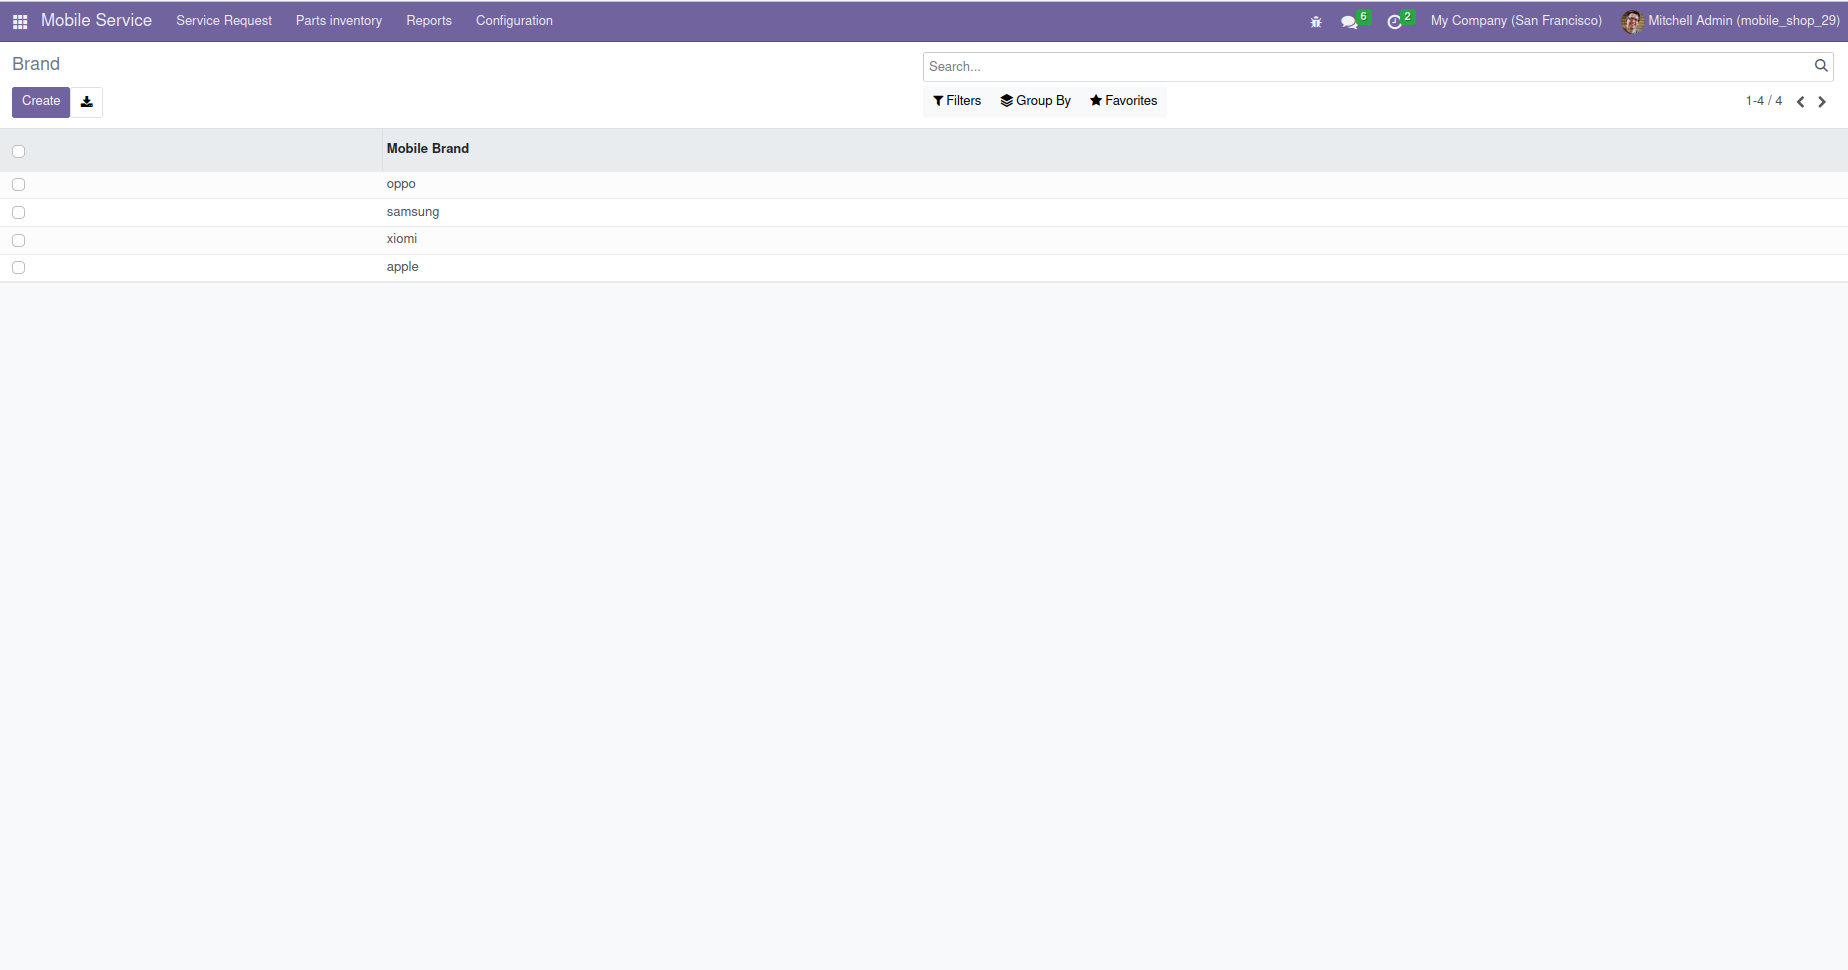 Mobile Service Service Request Parts inventory Reports Configuration 6 2 My Company (San Francisco) Mitchell Admin (mobile_shop_29)
Brand
Search...
Create
Filters Group By Favorites
1-4 / 4
Mobile Brand
oppo
samsung
xiomi
apple